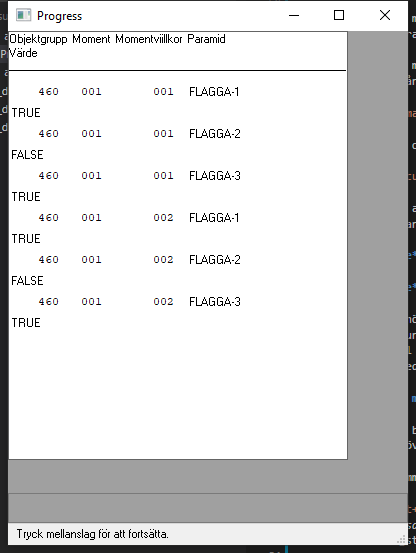 Progress
Objektgrupp Moment Momentviillkor Paramid
Värde
460 001 001 FLAGGA-1
TRUE
460 001 001 FLAGGA-2
FALSE
460 001 001 FLAGGA-3
TRUE
460 001 002 FLAGGA-1
TRUE
460 001 002 FLAGGA-2
FALSE
460 001 002 FLAGGA-3
TRUE
Tryck mellanslag för att fortsätta.